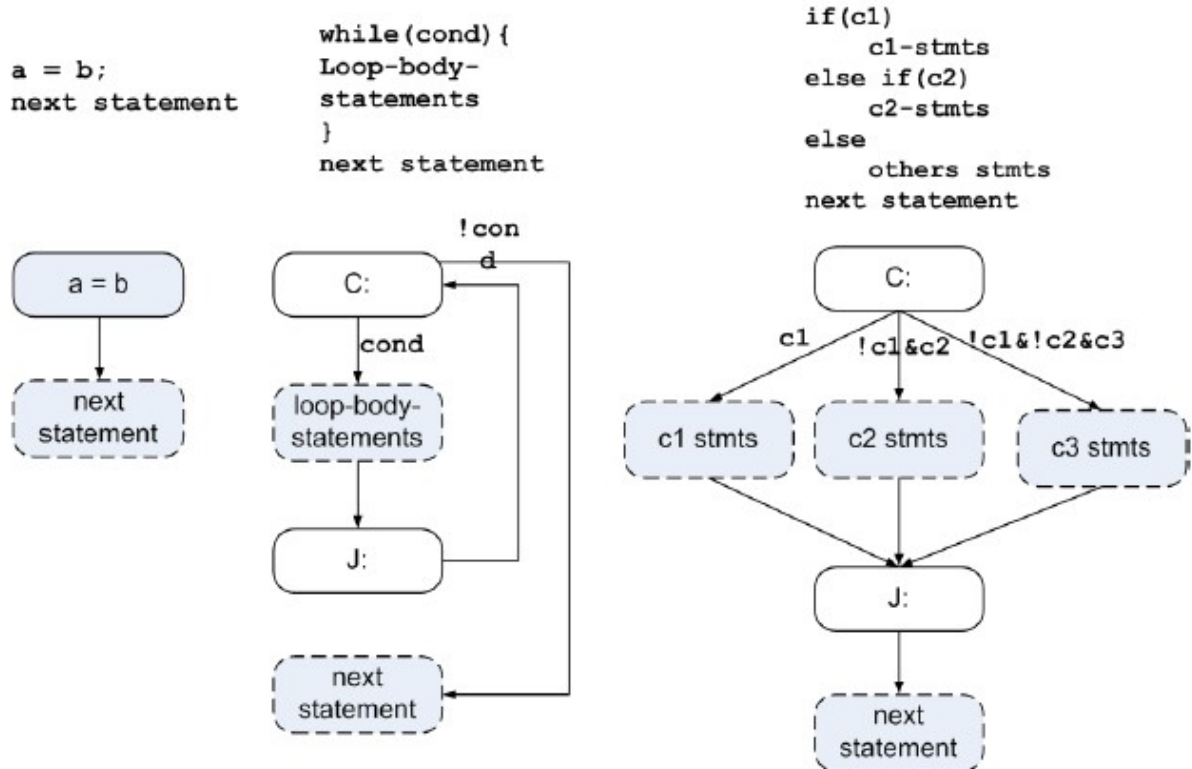 a = b;
next statement
while(cond){
Loop-body-
statements
}
next statement
if(c1)
c1-stmts
else if(c2)
c2-stmts
else
others stmts
next statement
a = b
next
statement
!con
d
C:
cond
loop-body-
statements
J:
next
statement
C:
c1
!c1&c2
!c1&!c2&c3
c1 stmts
c2 stmts
c3 stmts
J:
next
statement